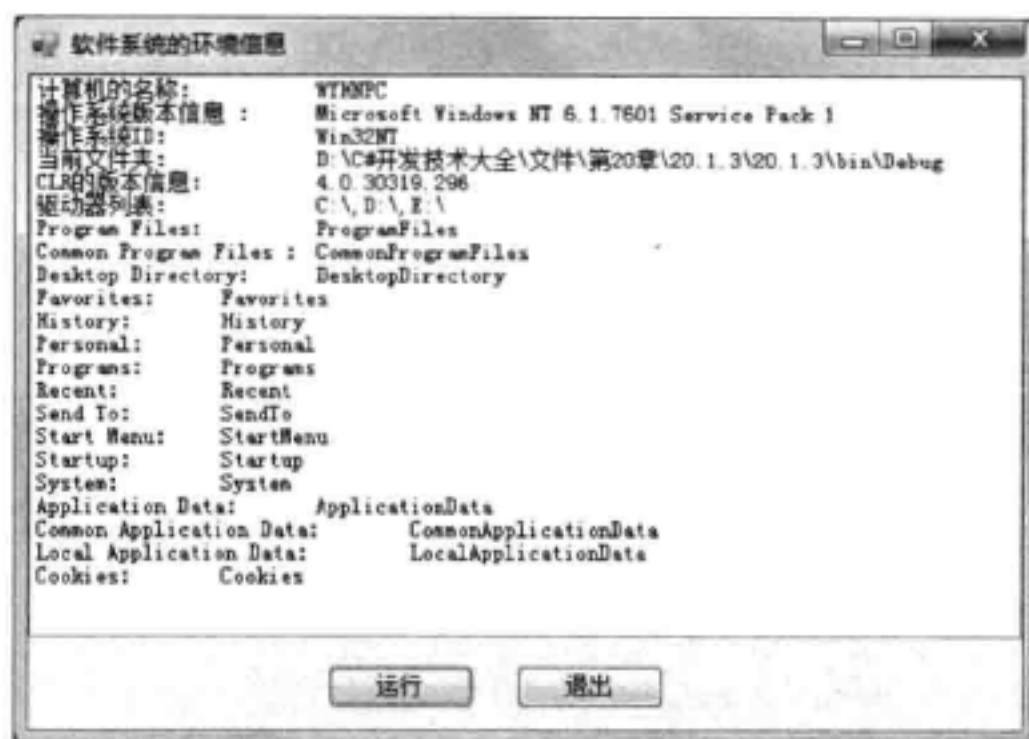 软件系统的环境信息
计算机的名称: WTHNPC
操作系统版本信息 : Microsoft Windows NT 6.1.7601 Service Pack 1
操作系统ID: Win32NT
当前文件夹: D:\C#开发技术大全\文件\第20章\20.1.3\20.1.3\bin\Debug
CLR的版本信息: 4.0.30319.296
驱动器列表: C:\,D:\,E:\
Program Files: ProgramFiles
Common Program Files : CommonProgramFiles
Desktop Directory: DesktopDirectory
Favorites: Favorites
History: History
Personal: Personal
Programs: Programs
Recent: Recent
Send To: SendTo
Start Menu: StartMenu
Startup: Startup
System: System
Application Data: ApplicationData
Common Application Data: CommonApplicationData
Local Application Data: LocalApplicationData
Cookies: Cookies
运行 退出